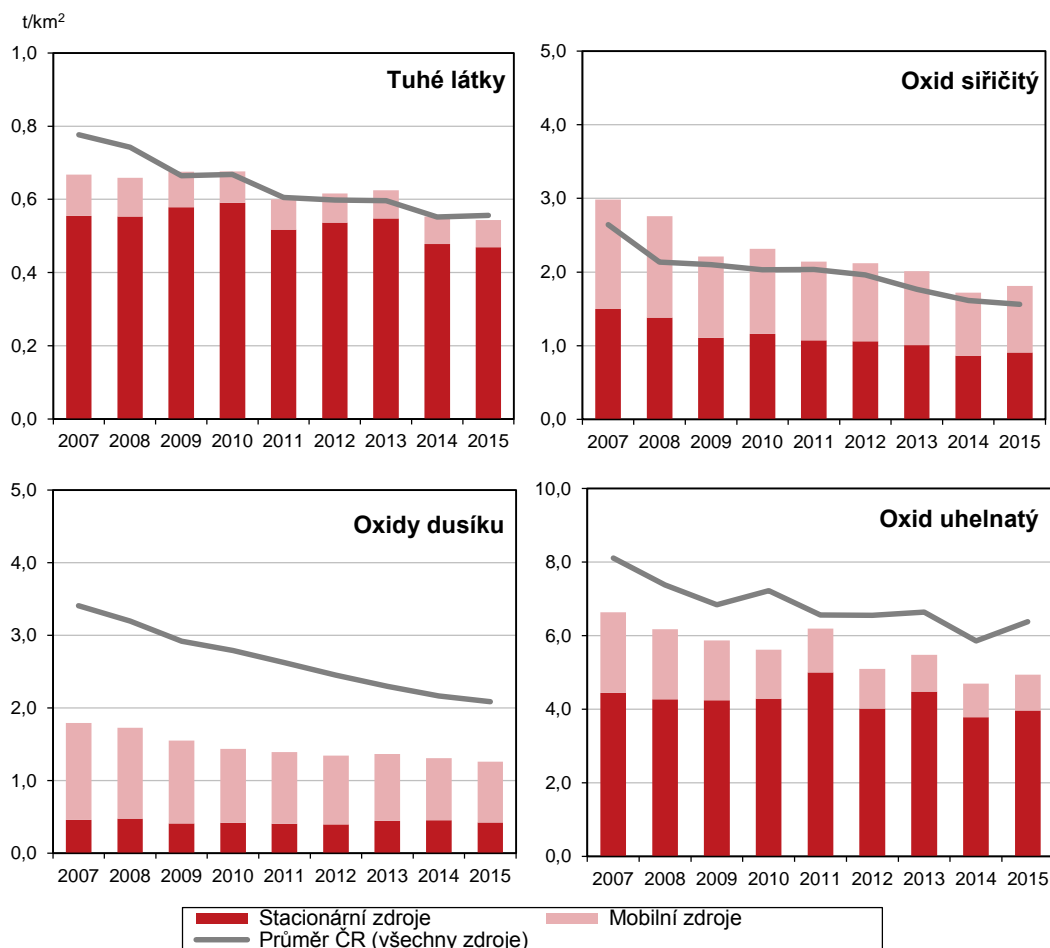 t/km2
Tuhé látky
1,0
0,8
0,6
0,4
0,2
0,0
2007 2008 2009 2010 2011 2012 2013 2014 2015
Oxid siřičitý
5,0
4,0
3,0
2,0
1,0
0,0
2007 2008 2009 2010 2011 2012 2013 2014 2015
Oxidy dusíku
5,0
4,0
3,0
2,0
1,0
0,0
2007 2008 2009 2010 2011 2012 2013 2014 2015
Oxid uhelnatý
10,0
8,0
6,0
4,0
2,0
0,0
2007 2008 2009 2010 2011 2012 2013 2014 2015
Stacionární zdroje
Mobilní zdroje
Průměr ČR (všechny zdroje)